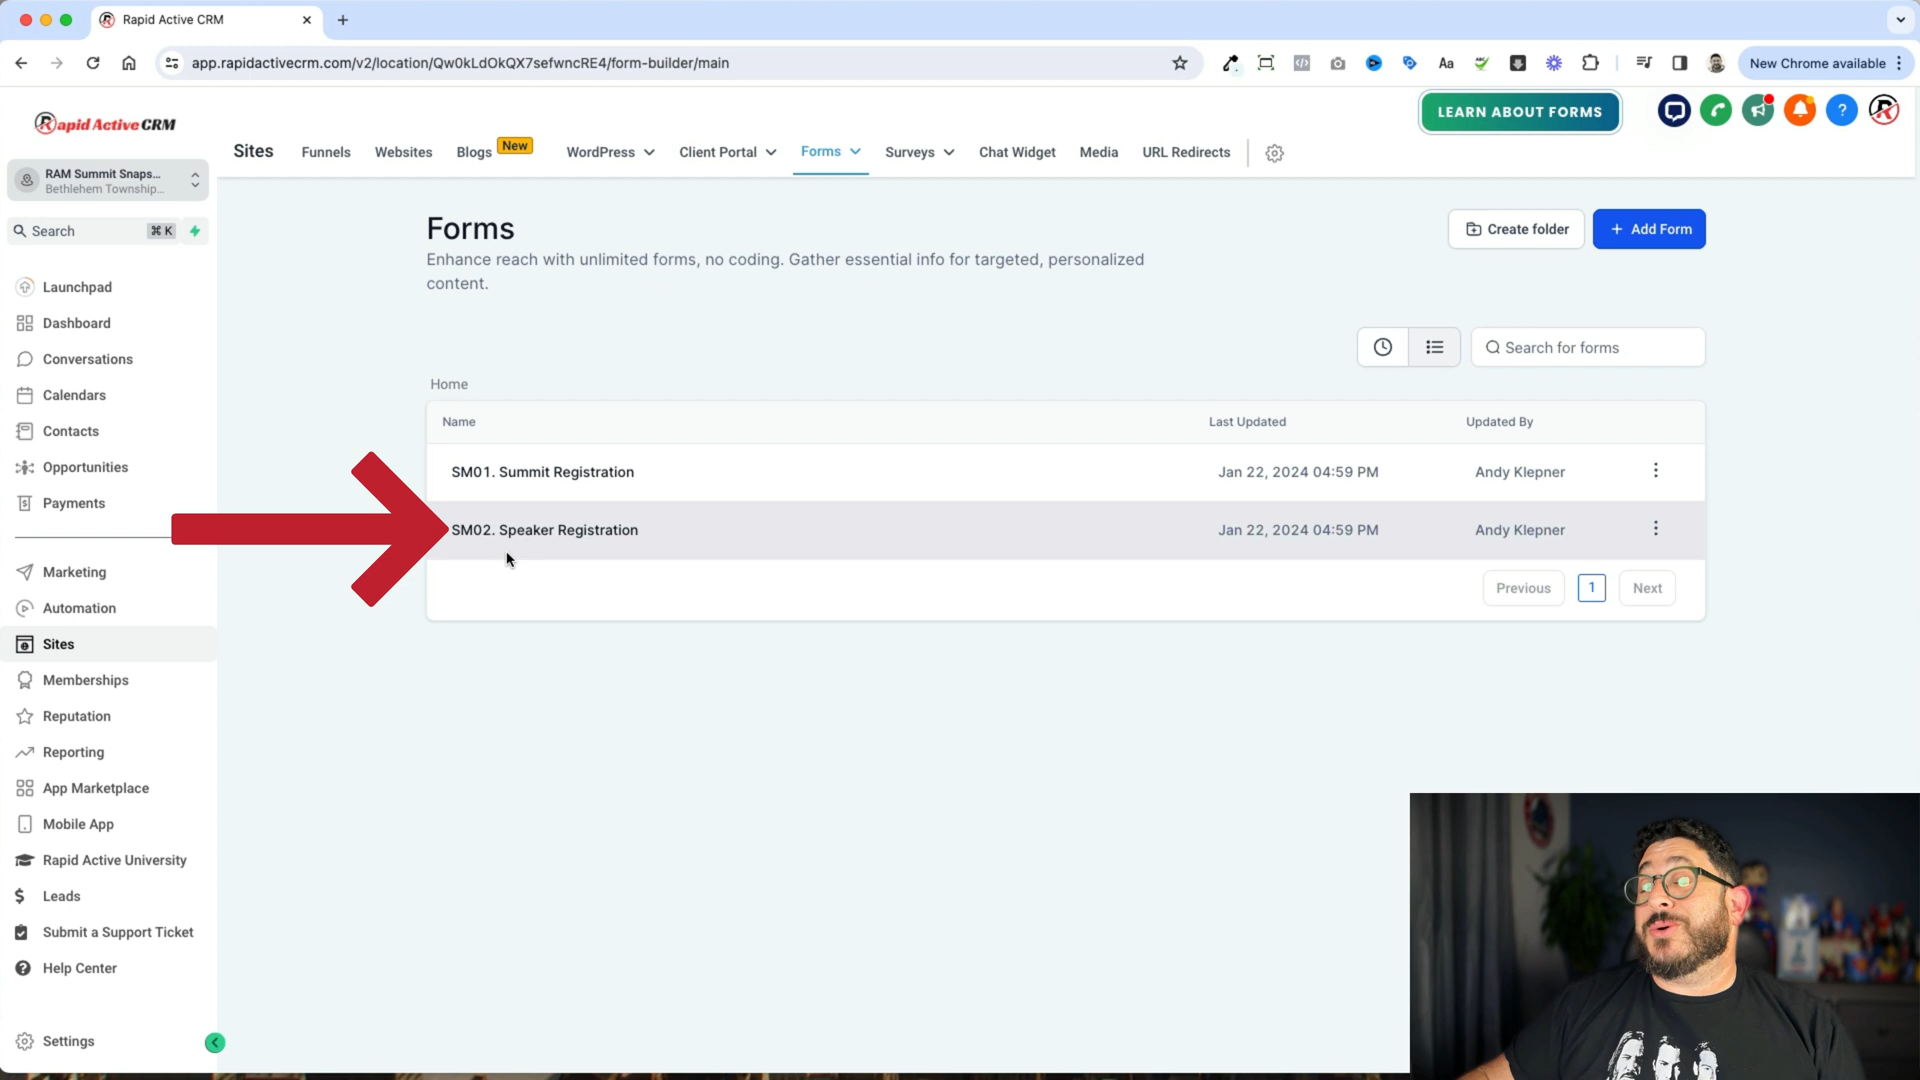 Rapid Active CRM
app.rapidactivecrm.com/v2/location/Qw0kLdOkQX7sefwncRE4/form-builder/main
Aa
New Chrome available
Rapid Active CRM
LEARN ABOUT FORMS
?
Sites
Funnels
Websites
Blogs
New
WordPress
Client Portal
Forms
Surveys
Chat Widget
Media
URL Redirects
RAM Summit Snaps...
Bethlehem Township...
Search
⌘ K
Launchpad
Dashboard
Conversations
Calendars
Contacts
Opportunities
Payments
Marketing
Automation
Sites
Memberships
Reputation
Reporting
App Marketplace
Mobile App
Rapid Active University
Leads
Submit a Support Ticket
Help Center
Settings
Forms
Enhance reach with unlimited forms, no coding. Gather essential info for targeted, personalized
content.
Create folder
+ Add Form
Search for forms
Home
Name
Last Updated
Updated By
SM01. Summit Registration
Jan 22, 2024 04:59 PM
Andy Klepner
SM02. Speaker Registration
Jan 22, 2024 04:59 PM
Andy Klepner
Previous
1
Next